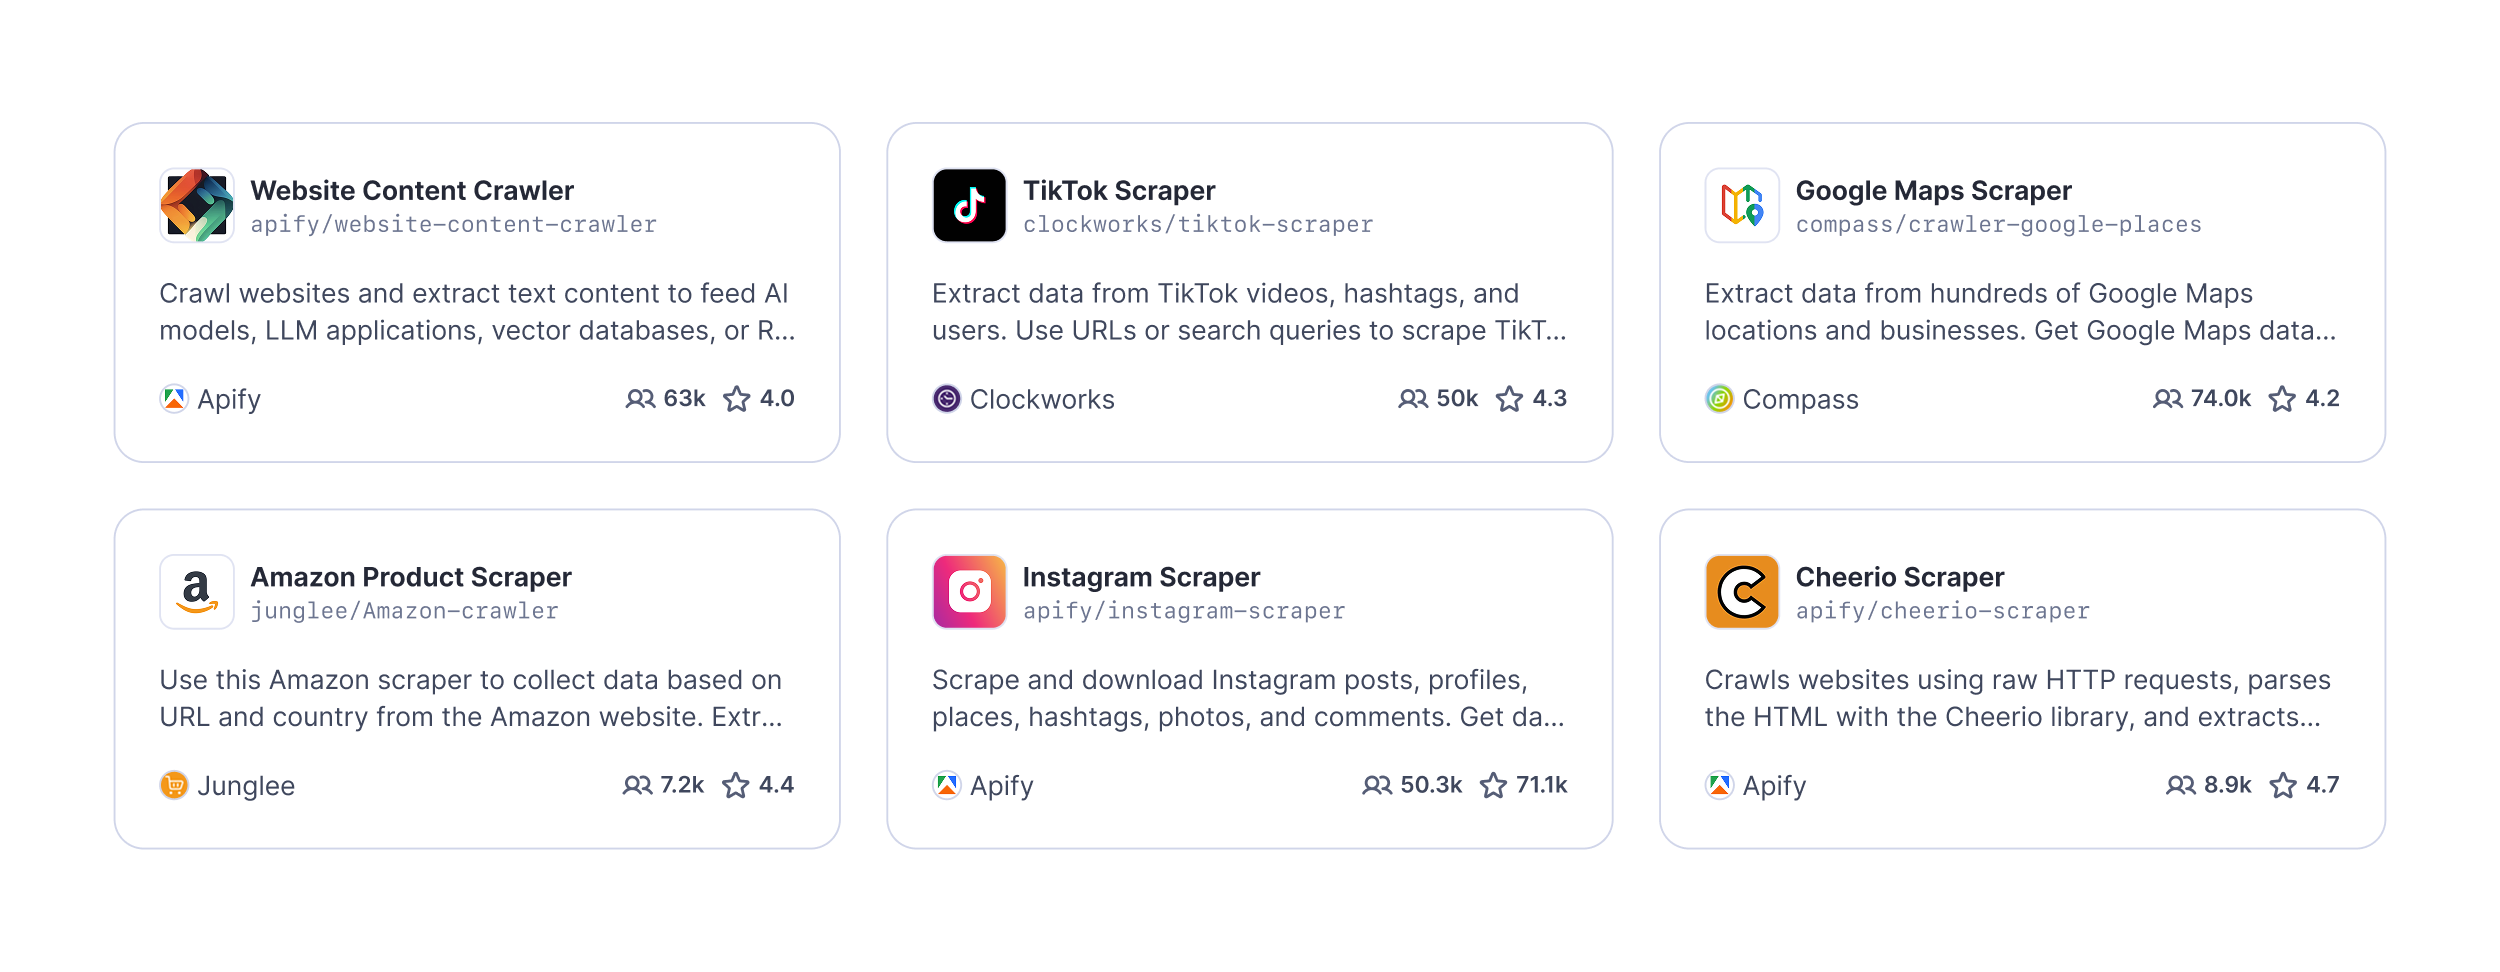 Website Content Crawler
apify/website-content-crawler
Crawl websites and extract text content to feed AI
models, LLM applications, vector databases, or R...
Apify
63k
4.0
TikTok Scraper
clockworks/tiktok-scraper
Extract data from TikTok videos, hashtags, and
users. Use URLs or search queries to scrape TikT...
Clockworks
50k
4.3
Google Maps Scraper
compass/crawler-google-places
Extract data from hundreds of Google Maps
locations and businesses. Get Google Maps data...
Compass
74.0k
4.2
Amazon Product Scraper
junglee/Amazon-crawler
Use this Amazon scraper to collect data based on
URL and country from the Amazon website. Extr...
Junglee
7.2k
4.4
Instagram Scraper
apify/instagram-scraper
Scrape and download Instagram posts, profiles,
places, hashtags, photos, and comments. Get da...
Apify
50.3k
71.1k
Cheerio Scraper
apify/cheerio-scraper
Crawls websites using raw HTTP requests, parses
the HTML with the Cheerio library, and extracts...
Apify
8.9k
4.7